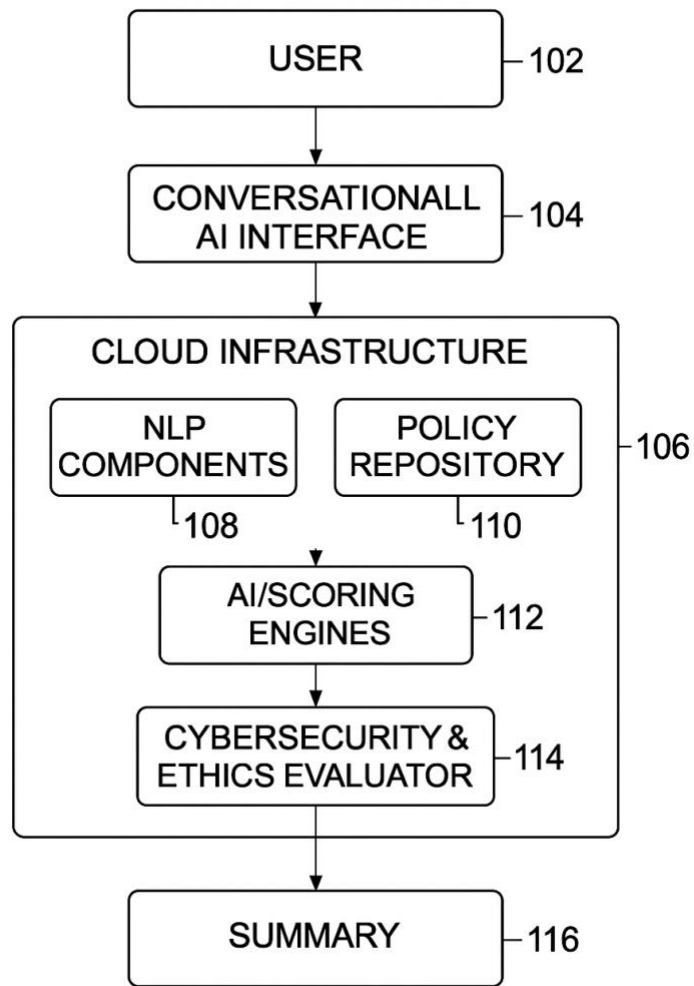 USER
102
CONVERSATIONALL
AI INTERFACE
104
CLOUD INFRASTRUCTURE
106
NLP
COMPONENTS
108
POLICY
REPOSITORY
110
AI/SCORING
ENGINES
112
CYBERSECURITY &
ETHICS EVALUATOR
114
SUMMARY
116